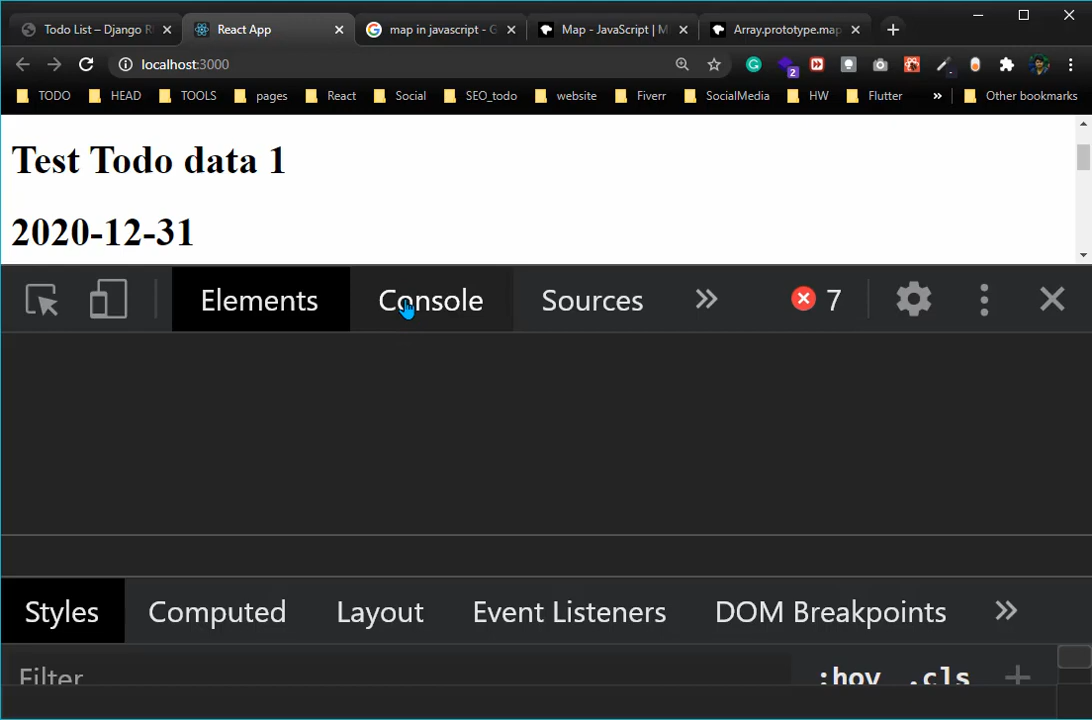 Todo List – Django R
React App
map in javascript - G
Map - JavaScript | M
Array.prototype.map
localhost:3000
2
TODO
HEAD
TOOLS
pages
React
Social
SEO_todo
website
Fiverr
SocialMedia
HW
Flutter
»
Other bookmarks
Test Todo data 1
2020-12-31
Elements
Console
Sources
»
7
Styles
Computed
Layout
Event Listeners
DOM Breakpoints
»
Filter
:hov
.cls